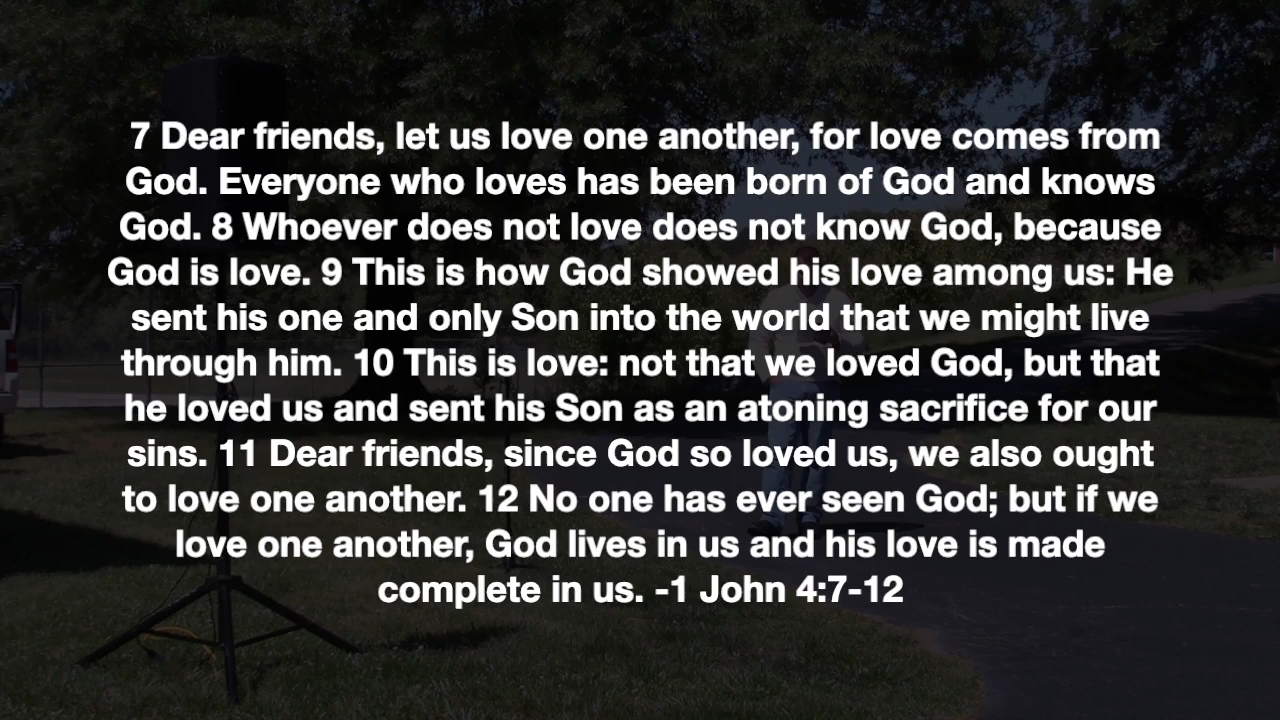 7 Dear friends, let us love one another, for love comes from
God. Everyone who loves has been born of God and knows
God. 8 Whoever does not love does not know God, because
God is love. 9 This is how God showed his love among us: He
sent his one and only Son into the world that we might live
through him. 10 This is love: not that we loved God, but that
he loved us and sent his Son as an atoning sacrifice for our
sins. 11 Dear friends, since God so loved us, we also ought
to love one another. 12 No one has ever seen God; but if we
love one another, God lives in us and his love is made
complete in us. -1 John 4:7-12